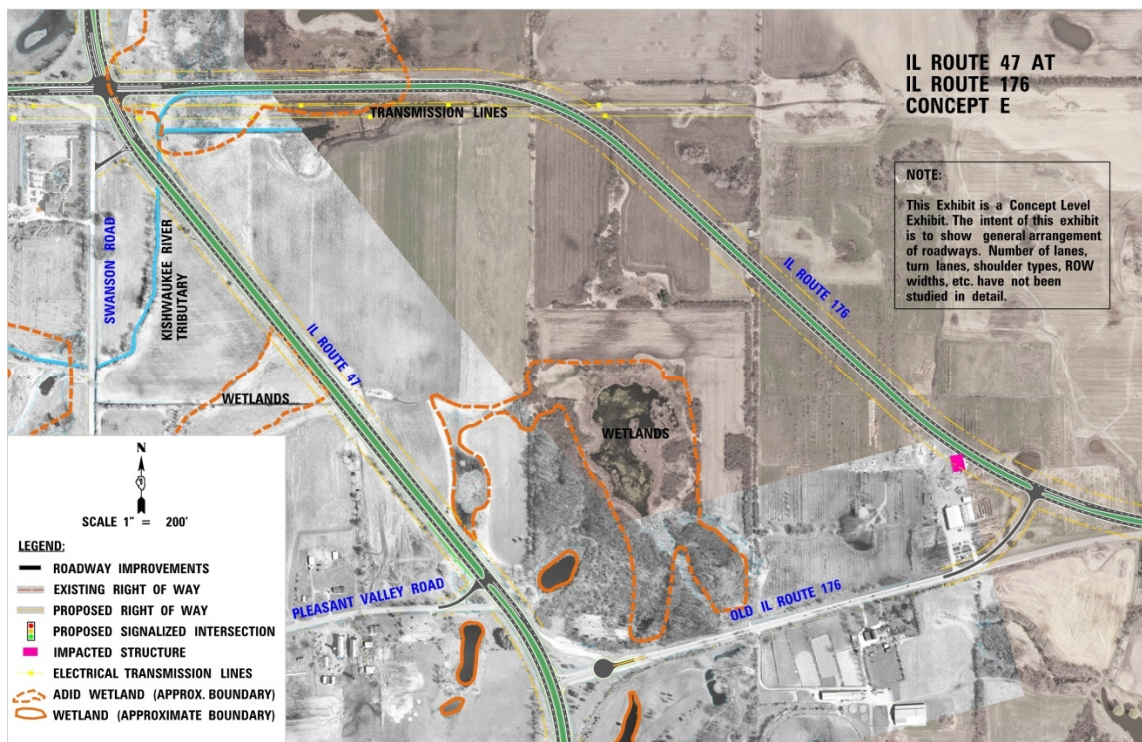 IL ROUTE 47 AT
IL ROUTE 176
CONCEPT E
TRANSMISSION LINES
NOTE:
This Exhibit is a Concept Level
Exhibit. The intent of this exhibit
is to show general arrangement
of roadways. Number of lanes,
turn lanes, shoulder types, ROW
widths, etc. have not been
studied in detail.
SWANSON ROAD
KISHWAUKEE RIVER
TRIBUTARY
IL ROUTE 47
IL ROUTE 176
WETLANDS
WETLANDS
N
SCALE 1" = 200'
LEGEND:
ROADWAY IMPROVEMENTS
EXISTING RIGHT OF WAY
PROPOSED RIGHT OF WAY
PROPOSED SIGNALIZED INTERSECTION
IMPACTED STRUCTURE
ELECTRICAL TRANSMISSION LINES
ADID WETLAND (APPROX. BOUNDARY)
WETLAND (APPROXIMATE BOUNDARY)
PLEASANT VALLEY ROAD
OLD IL ROUTE 176